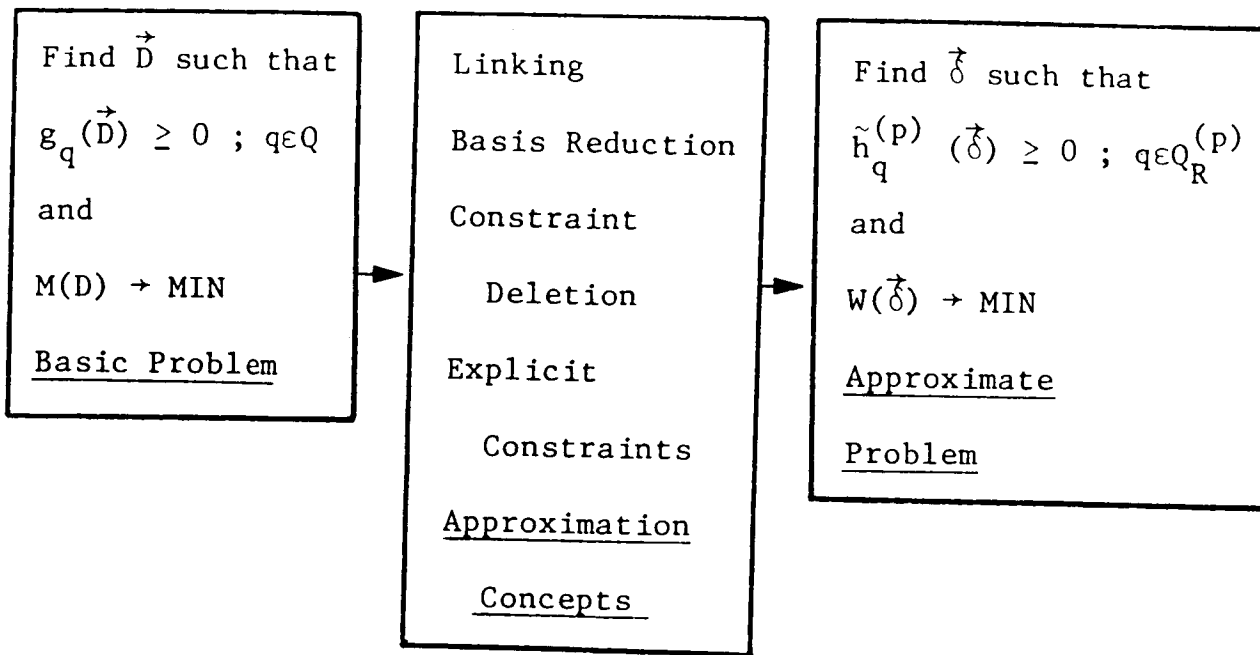 Find D⃗ such that
g_q(D⃗) ≥ 0 ; qεQ
and
M(D) → MIN
Basic Problem
Linking
Basis Reduction
Constraint
Deletion
Explicit
Constraints
Approximation
Concepts
Find δ⃗ such that
h̃_q^(p) (δ⃗) ≥ 0 ; qεQ_R^(p)
and
W(δ⃗) → MIN
Approximate
Problem